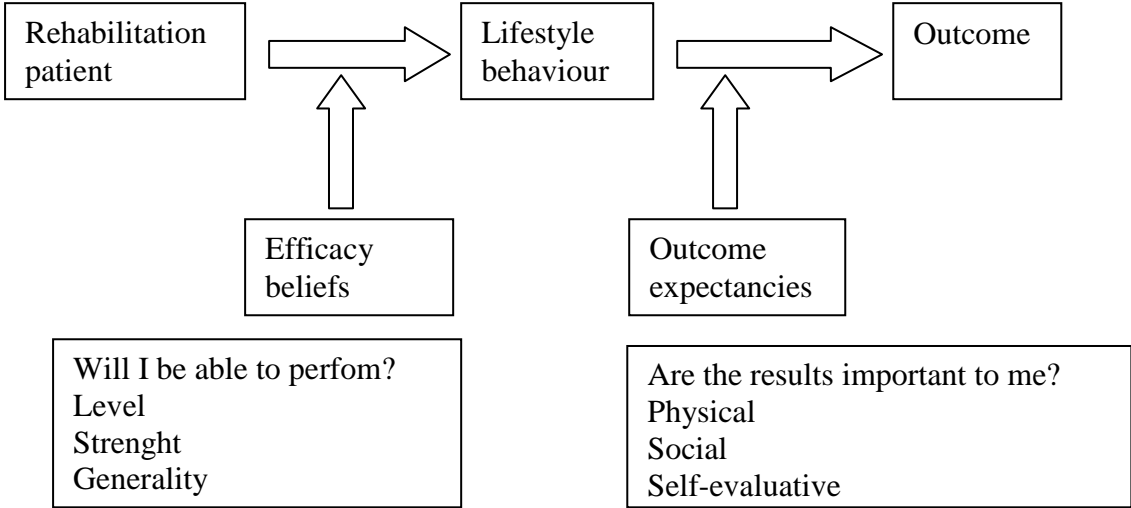 Rehabilitation
patient
Lifestyle
behaviour
Outcome
Efficacy
beliefs
Outcome
expectancies
Will I be able to perfom?
Level
Strenght
Generality
Are the results important to me?
Physical
Social
Self-evaluative